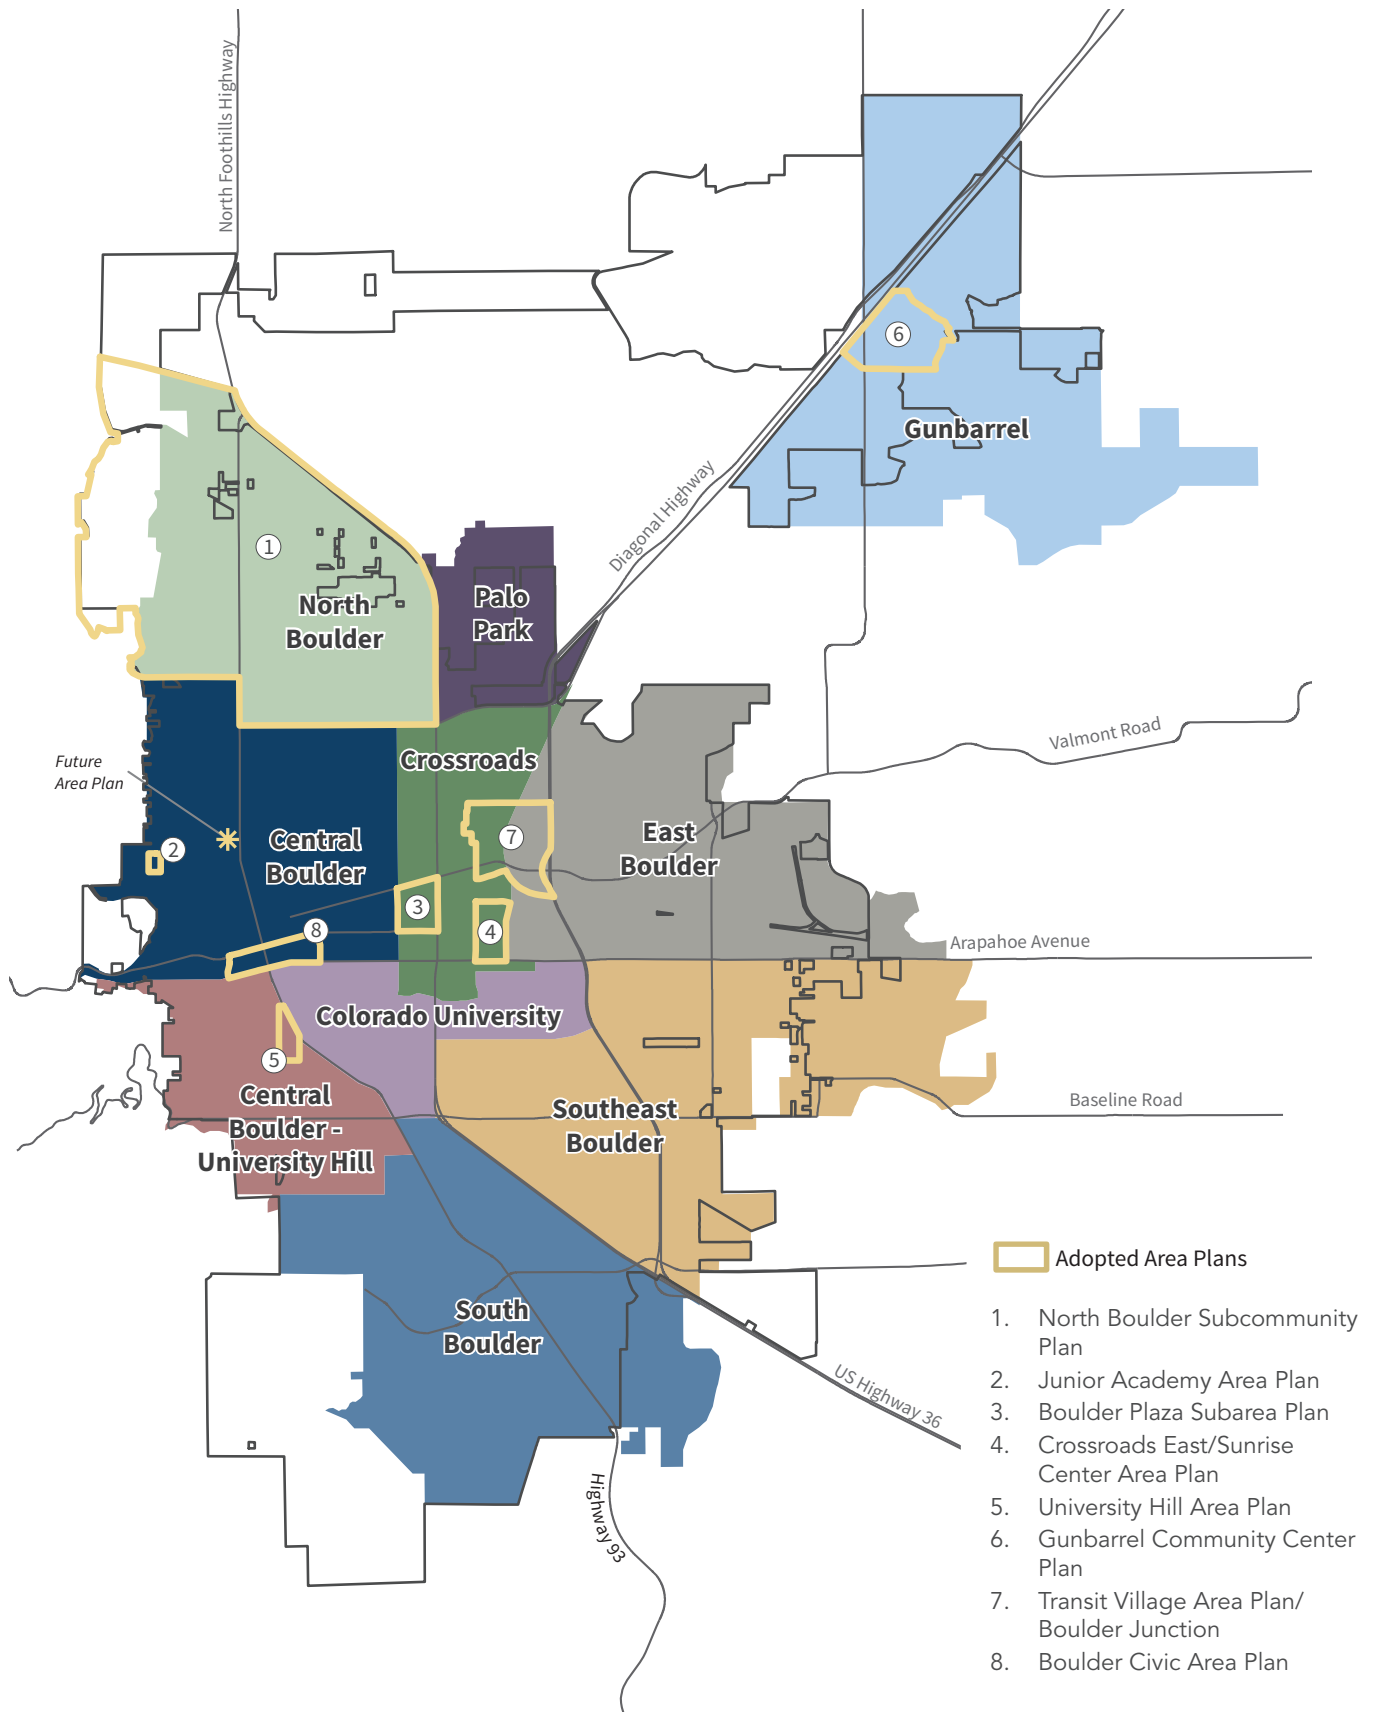 North Foothills Highway
6
Gunbarrel
Diagonal Highway
1
North
Boulder
Palo
Park
Future
Area Plan
Crossroads
Valmont Road
2
Central
Boulder
7
East
Boulder
3
4
8
Arapahoe Avenue
Colorado University
5
Central
Boulder -
University Hill
Southeast
Boulder
Baseline Road
South
Boulder
US Highway 36
Highway 93
Adopted Area Plans
1. North Boulder Subcommunity
Plan
2. Junior Academy Area Plan
3. Boulder Plaza Subarea Plan
4. Crossroads East/Sunrise
Center Area Plan
5. University Hill Area Plan
6. Gunbarrel Community Center
Plan
7. Transit Village Area Plan/
Boulder Junction
8. Boulder Civic Area Plan